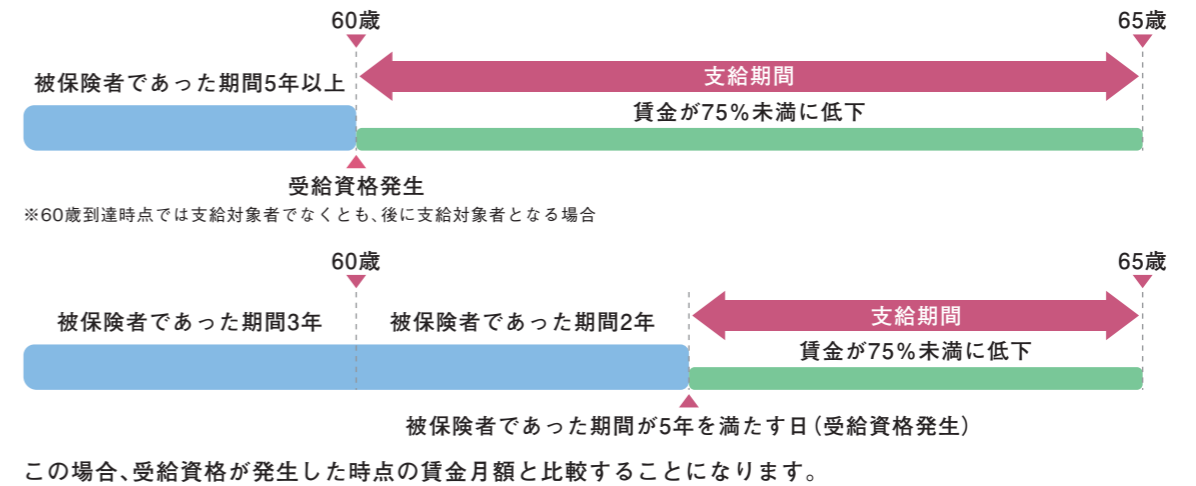 60歳
65歳
被保険者であった期間5年以上
支給期間
賃金が75%未満に低下
受給資格発生
※60歳到達時点では支給対象者でなくとも、後に支給対象者となる場合
60歳
65歳
被保険者であった期間3年
被保険者であった期間2年
支給期間
賃金が75%未満に低下
被保険者であった期間が5年を満たす日(受給資格発生)
この場合、受給資格が発生した時点の賃金月額と比較することになります。